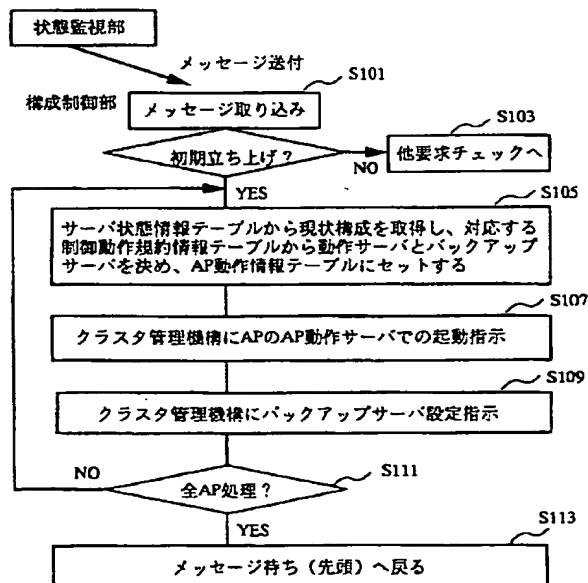 状態監視部
メッセージ送付
S101
構成制御部
メッセージ取り込み
S103
初期立ち上げ？
NO
他要求チェックへ
YES
S105
サーバ状態情報テーブルから現状構成を取得し、対応する
制御動作規約情報テーブルから動作サーバとバックアップ
サーバを決め、AP動作情報テーブルにセットする
S107
クラスタ管理機構にAPのAP動作サーバでの起動指示
S109
クラスタ管理機構にバックアップサーバ設定指示
NO
S111
全AP処理？
YES
S113
メッセージ待ち（先頭）へ戻る